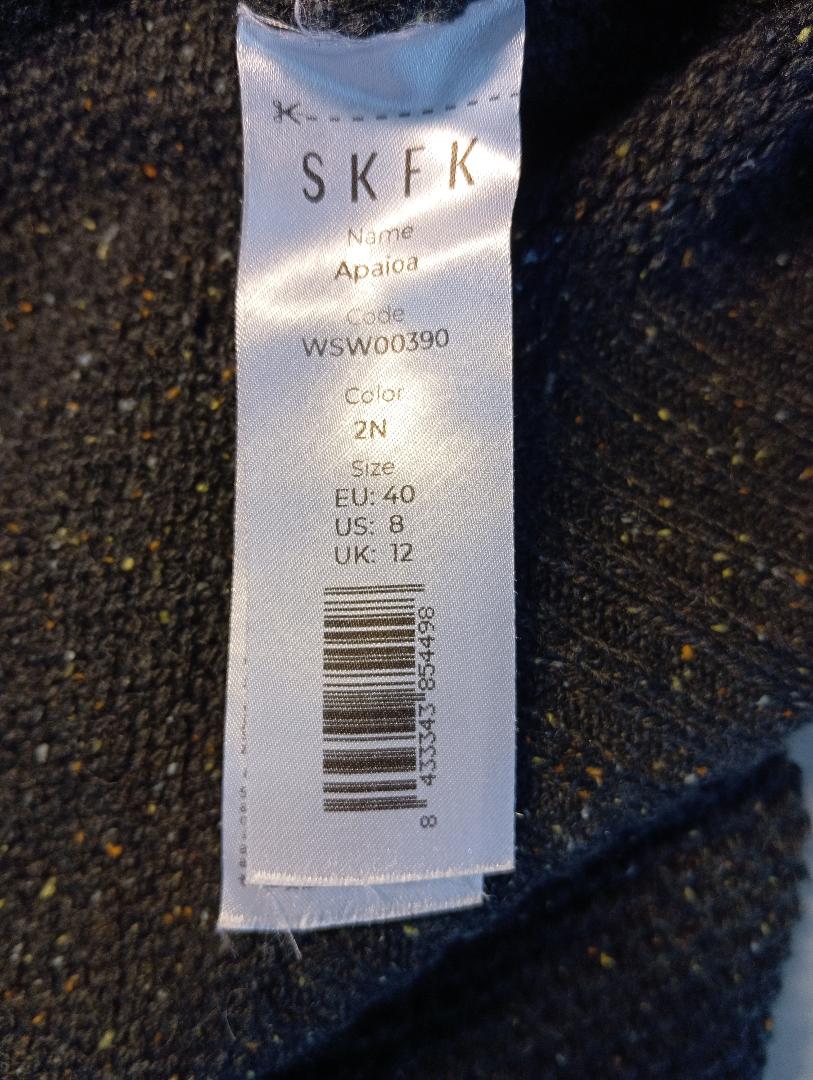 SKFK
Name
Apaioa
Code
WSW00390
Color
2N
Size
EU: 40
US: 8
UK: 12
8 433343 854498